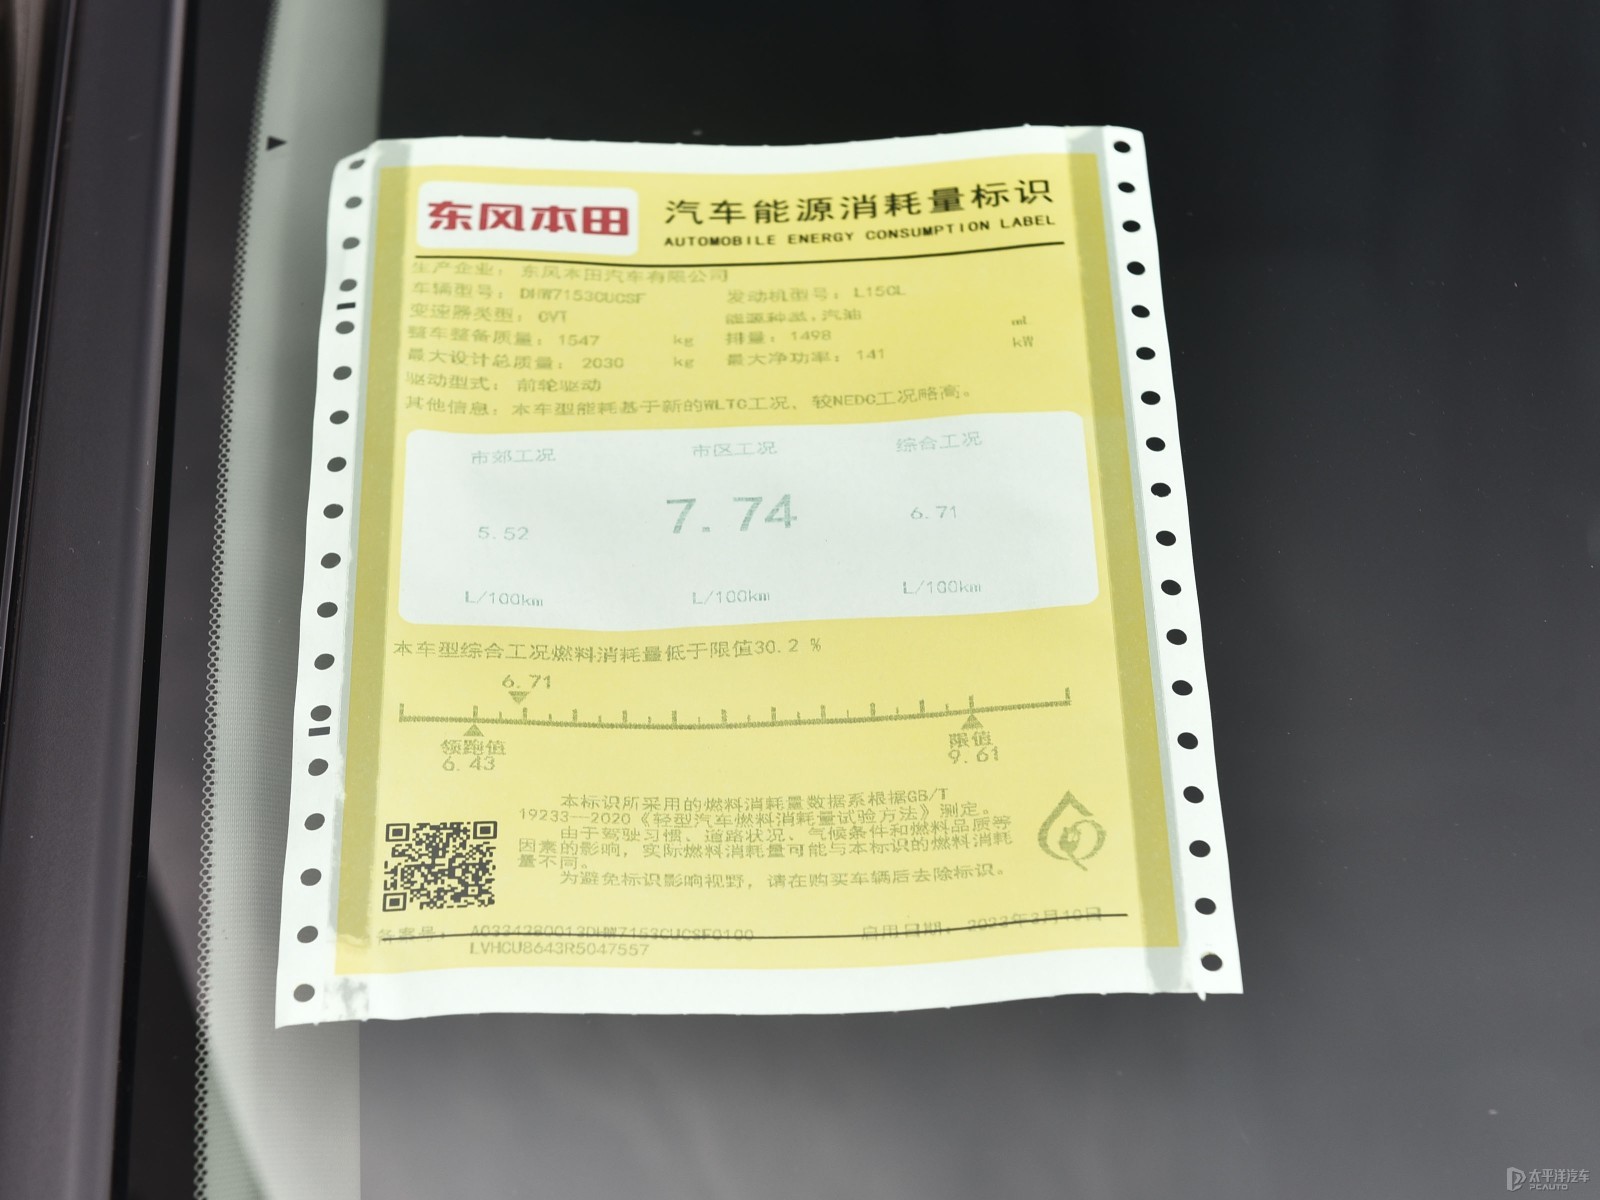 东风本田
汽车能源消耗量标识
AUTOMOBILE ENERGY CONSUMPTION LABEL
生产企业： 东风本田汽车有限公司
车辆型号： DHW7153CUCSF 发动机型号： L15CL
变速器类型： CVT 能源种类： 汽油
整车整备质量： 1547 kg 排量： 1498 mL
最大设计总质量： 2030 kg 最大净功率： 141 kW
驱动型式： 前轮驱动
其他信息： 本车型能耗基于新的WLTC工况，较NEDC工况略高。
市郊工况 市区工况 综合工况
5.52 7.74 6.71
L/100km L/100km L/100km
本车型综合工况燃料消耗量低于限值30.2 %
6.71
领跑值 限值
6.43 9.61
本标识所采用的燃料消耗量数据系根据GB/T
19233—2020《轻型汽车燃料消耗量试验方法》测定。
由于驾驶习惯、道路状况、气候条件和燃料品质等
因素的影响，实际燃料消耗量可能与本标识的燃料消耗
量不同。
为避免标识影响视野，请在购买车辆后去除标识。
备案号： A0334280013DHW7153CUCSF0100 启用日期： 2023年3月10日
LVHCU8643R5047557
太平洋汽车
PCAUTO